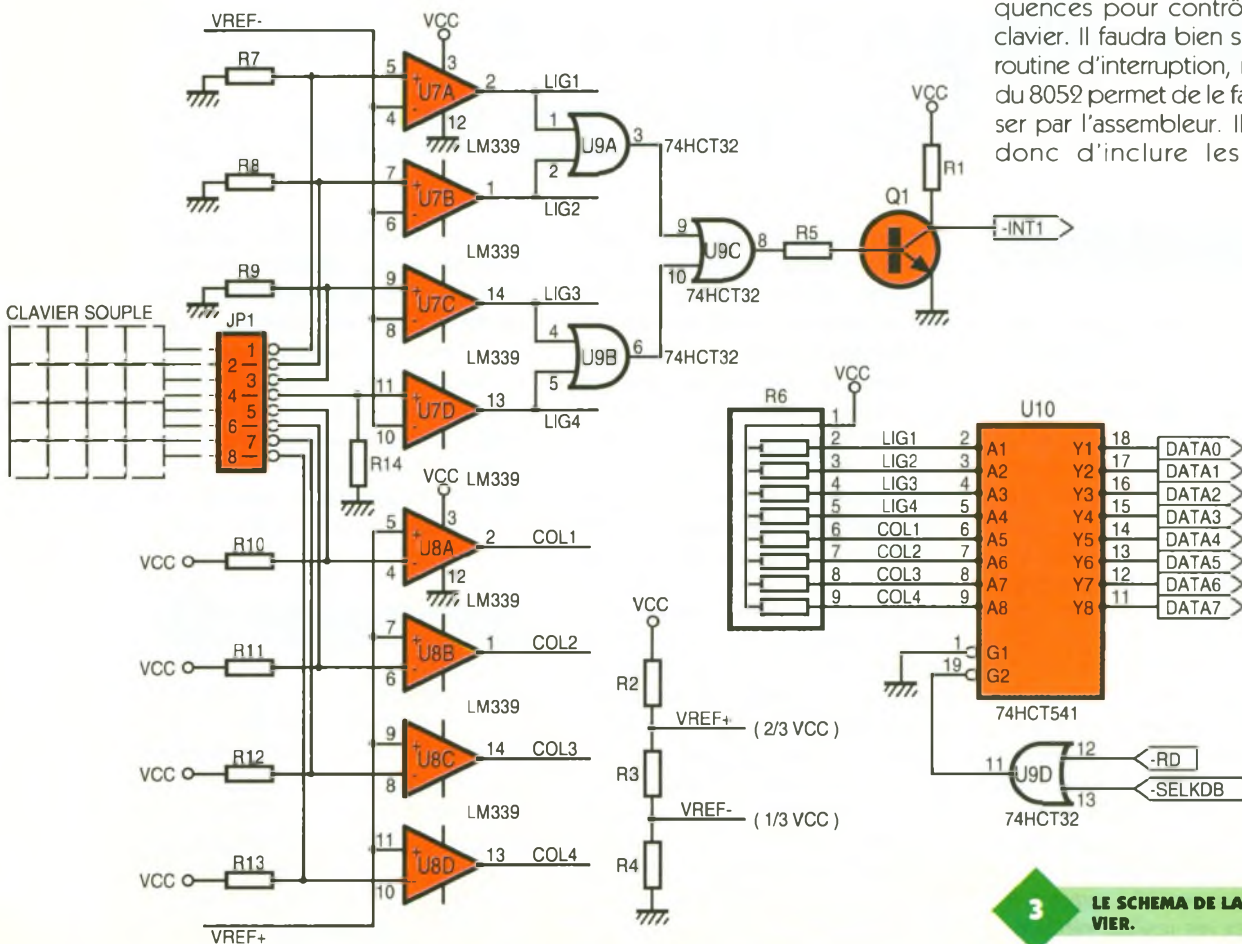 quences pour contrô
clavier. Il faudra bien s
routine d'interruption,
du 8052 permet de le fa
ser par l'assembleur. Il
donc d'inclure les
VREF-
VCC
R7
5
+
-
4
U7A
3
2
12
LIG1
LM339
R8
7
+
-
6
U7B
1
LIG2
LM339
1
2
U9A
3
74HCT32
R9
9
+
-
8
U7C
14
LIG3
LM339
11
+
-
10
U7D
13
LIG4
LM339
4
5
U9B
6
74HCT32
9
10
U9C
8
74HCT32
R5
Q1
VCC
R1
-INT1
CLAVIER SOUPLE
JP1
1
2
3
4
5
6
7
8
R14
VCC
VCC
R10
5
+
-
4
U8A
3
2
12
COL1
LM339
VCC
R11
7
+
-
6
U8B
1
COL2
LM339
VCC
R12
9
+
-
8
U8C
14
COL3
LM339
VCC
R13
11
+
-
10
U8D
13
COL4
VREF+
VCC
R2
VREF+ ( 2/3 VCC )
R3
VREF- ( 1/3 VCC )
R4
R6
VCC
1
U10
2 LIG1 2 A1 Y1 18 DATA0
3 LIG2 3 A2 Y2 17 DATA1
4 LIG3 4 A3 Y3 16 DATA2
5 LIG4 5 A4 Y4 15 DATA3
6 COL1 6 A5 Y5 14 DATA4
7 COL2 7 A6 Y6 13 DATA5
8 COL3 8 A7 Y7 12 DATA6
9 COL4 9 A8 Y8 11 DATA7
1 G1
19 G2
74HCT541
11 U9D 12 -RD
13 -SELKDB
74HCT32
3
LE SCHEMA DE LA
VIER.